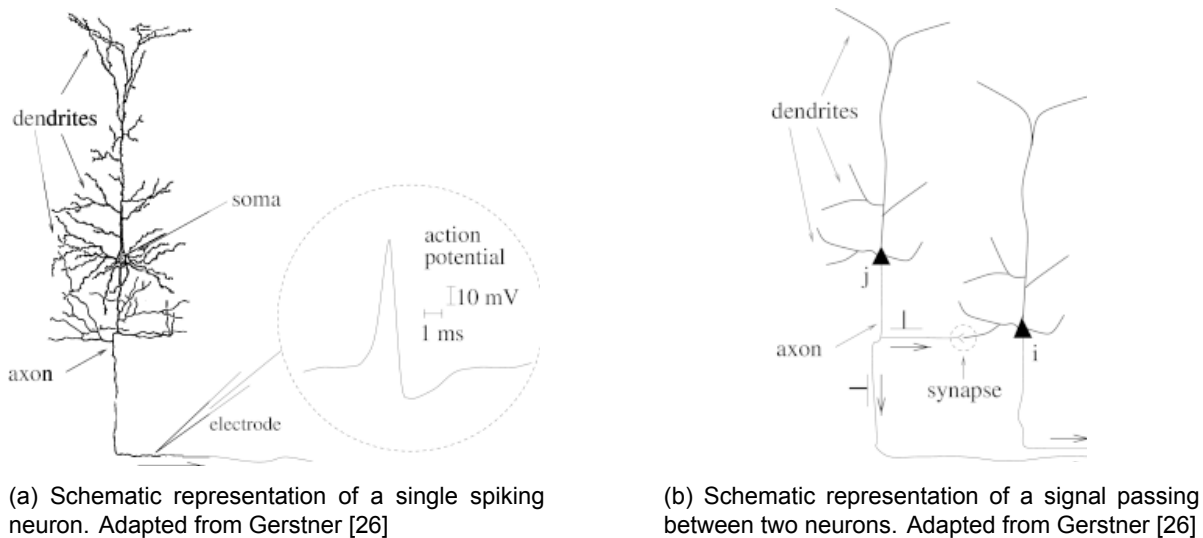 dendrites
soma
action
potential
10 mV
1 ms
axon
electrode
(a) Schematic representation of a single spiking
neuron. Adapted from Gerstner [26]
dendrites
j
axon
i
synapse
(b) Schematic representation of a signal passing
between two neurons. Adapted from Gerstner [26]